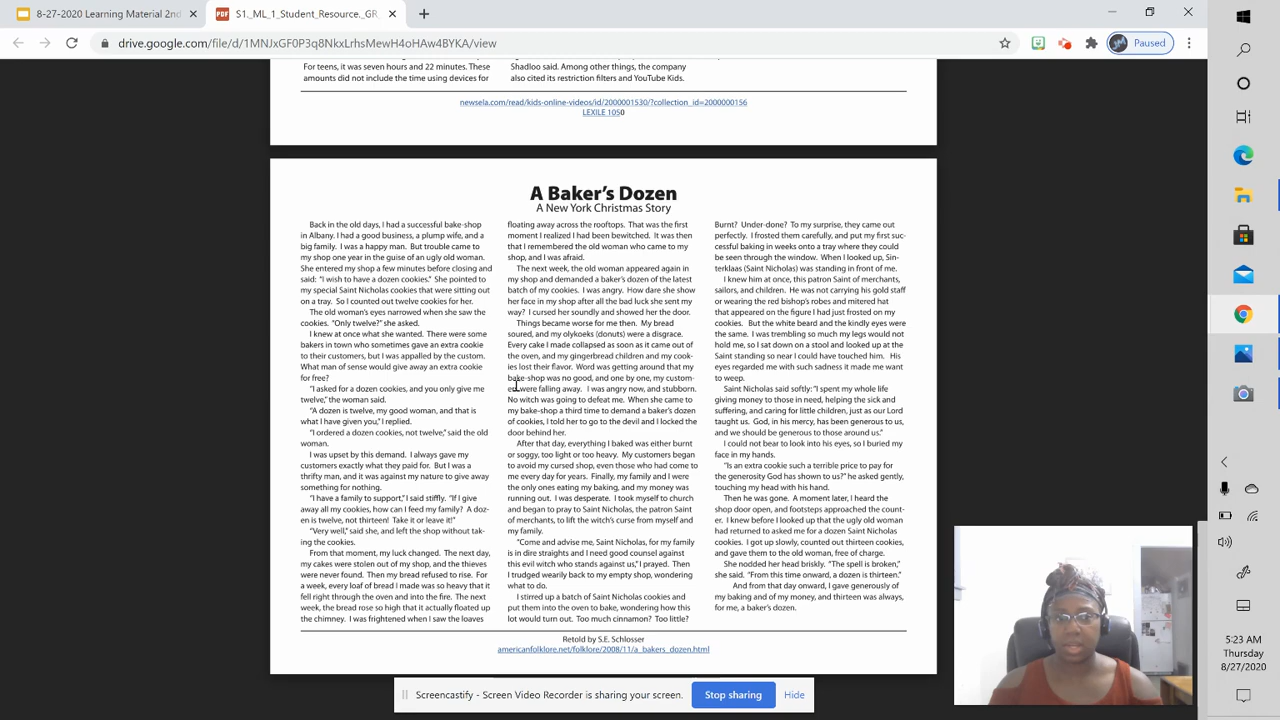 8-27-2020 Learning Material 2nd
S1._ML_1_Student_Resource._GR
drive.google.com/file/d/1MNJxGF0P3q8NkxLrhsMewH4oHAw4BYKA/view
Paused
For teens, it was seven hours and 22 minutes. These
amounts did not include the time using devices for
Shadloo said. Among other things, the company
also cited its restriction filters and YouTube Kids.
newsela.com/read/kids-online-videos/id/2000001530/?collection_id=2000000156
LEXILE 1050
A Baker's Dozen
A New York Christmas Story
Back in the old days, I had a successful bake-shop
in Albany. I had a good business, a plump wife, and a
big family. I was a happy man. But trouble came to
my shop one year in the guise of an ugly old woman.
She entered my shop a few minutes before closing and
said: "I wish to have a dozen cookies." She pointed to
my special Saint Nicholas cookies that were sitting out
on a tray. So I counted out twelve cookies for her.
The old woman's eyes narrowed when she saw the
cookies. "Only twelve?" she asked.
I knew at once what she wanted. There were some
bakers in town who sometimes gave an extra cookie
to their customers, but I was appalled by the custom.
What man of sense would give away an extra cookie
for free?
"I asked for a dozen cookies, and you only give me
twelve," the woman said.
"A dozen is twelve, my good woman, and that is
what I have given you," I replied.
"I ordered a dozen cookies, not twelve," said the old
woman.
I was upset by this demand. I always gave my
customers exactly what they paid for. But I was a
thrifty man, and it was against my nature to give away
something for nothing.
"I have a family to support," I said stiffly. "If I give
away all my cookies, how can I feed my family? A doz-
en is twelve, not thirteen! Take it or leave it!"
"Very well," said she, and left the shop without tak-
ing the cookies.
From that moment, my luck changed. The next day,
my cakes were stolen out of my shop, and the thieves
were never found. Then my bread refused to rise. For
a week, every loaf of bread I made was so heavy that it
fell right through the oven and into the fire. The next
week, the bread rose so high that it actually floated up
the chimney. I was frightened when I saw the loaves
floating away across the rooftops. That was the first
moment I realized I had been bewitched. It was then
that I remembered the old woman who came to my
shop, and I was afraid.
The next week, the old woman appeared again in
my shop and demanded a baker's dozen of the latest
batch of my cookies. I was angry. How dare she show
her face in my shop after all the bad luck she sent my
way? I cursed her soundly and showed her the door.
Things became worse for me then. My bread
soured, and my olykoeks (donuts) were a disgrace.
Every cake I made collapsed as soon as it came out of
the oven, and my gingerbread children and my cook-
ies lost their flavor. Word was getting around that my
bake-shop was no good, and one by one, my custom-
ers were falling away. I was angry now, and stubborn.
No witch was going to defeat me. When she came to
my bake-shop a third time to demand a baker's dozen
of cookies, I told her to go to the devil and I locked the
door behind her.
After that day, everything I baked was either burnt
or soggy, too light or too heavy. My customers began
to avoid my cursed shop, even those who had come to
me every day for years. Finally, my family and I were
the only ones eating my baking, and my money was
running out. I was desperate. I took myself to church
and began to pray to Saint Nicholas, the patron Saint
of merchants, to lift the witch's curse from myself and
my family.
"Come and advise me, Saint Nicholas, for my family
is in dire straights and I need good counsel against
this evil witch who stands against us," I prayed. Then
I trudged wearily back to my empty shop, wondering
what to do.
I stirred up a batch of Saint Nicholas cookies and
put them into the oven to bake, wondering how this
lot would turn out. Too much cinnamon? Too little?
Burnt? Under-done? To my surprise, they came out
perfectly. I frosted them carefully, and put my first suc-
cessful baking in weeks onto a tray where they could
be seen through the window. When I looked up, Sin-
terklaas (Saint Nicholas) was standing in front of me.
I knew him at once, this patron Saint of merchants,
sailors, and children. He was not carrying his gold staff
or wearing the red bishop's robes and mitered hat
that appeared on the figure I had just frosted on my
cookies. But the white beard and the kindly eyes were
the same. I was trembling so much my legs would not
hold me, so I sat down on a stool and looked up at the
Saint standing so near I could have touched him. His
eyes regarded me with such sadness it made me want
to weep.
Saint Nicholas said softly: "I spent my whole life
giving money to those in need, helping the sick and
suffering, and caring for little children, just as our Lord
taught us. God, in his mercy, has been generous to us,
and we should be generous to those around us."
I could not bear to look into his eyes, so I buried my
face in my hands.
"Is an extra cookie such a terrible price to pay for
the generosity God has shown to us?" he asked gently,
touching my head with his hand.
Then he was gone. A moment later, I heard the
shop door open, and footsteps approached the count-
er. I knew before I looked up that the ugly old woman
had returned to ask me for a dozen Saint Nicholas
cookies. I got up slowly, counted out thirteen cookies,
and gave them to the old woman, free of charge.
She nodded her head briskly. "The spell is broken,"
she said. "From this time onward, a dozen is thirteen."
And from that day onward, I gave generously of
my baking and of my money, and thirteen was always,
for me, a baker's dozen.
Retold by S.E. Schlosser
americanfolklore.net/folklore/2008/11/a_bakers_dozen.html
Screencastify - Screen Video Recorder is sharing your screen.
Stop sharing
Hide
5:23 AM
Thursday
8/27/2020